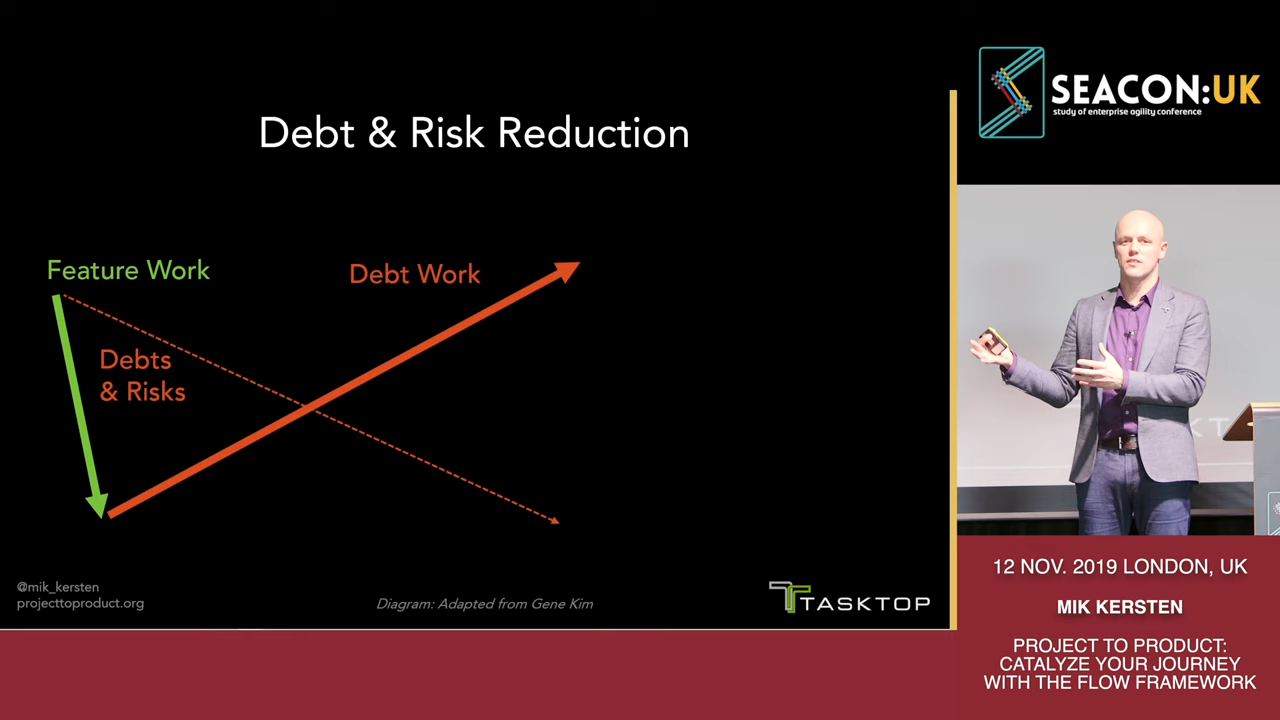 Debt & Risk Reduction
Feature Work
Debt Work
Debts
& Risks
@mik_kersten
projecttoproduct.org
Diagram: Adapted from Gene Kim
TASKTOP
SEACON:UK
study of enterprise agility conference
12 NOV. 2019 LONDON, UK
MIK KERSTEN
PROJECT TO PRODUCT:
CATALYZE YOUR JOURNEY
WITH THE FLOW FRAMEWORK